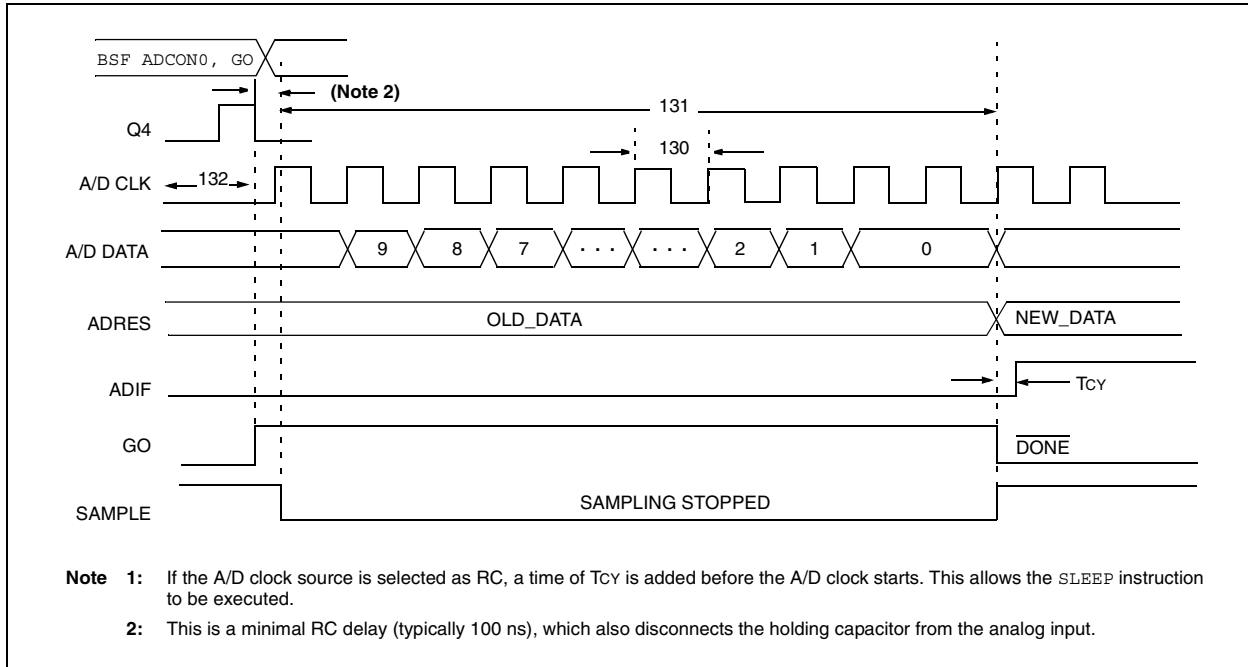 BSF ADCON0, GO
(Note 2)
131
Q4
130
A/D CLK
132
A/D DATA
9 8 7 . . . . . . 2 1 0
ADRES
OLD_DATA
NEW_DATA
ADIF
TCY
GO
DONE
SAMPLE
SAMPLING STOPPED
Note 1: If the A/D clock source is selected as RC, a time of TCY is added before the A/D clock starts. This allows the SLEEP instruction
to be executed.
2: This is a minimal RC delay (typically 100 ns), which also disconnects the holding capacitor from the analog input.